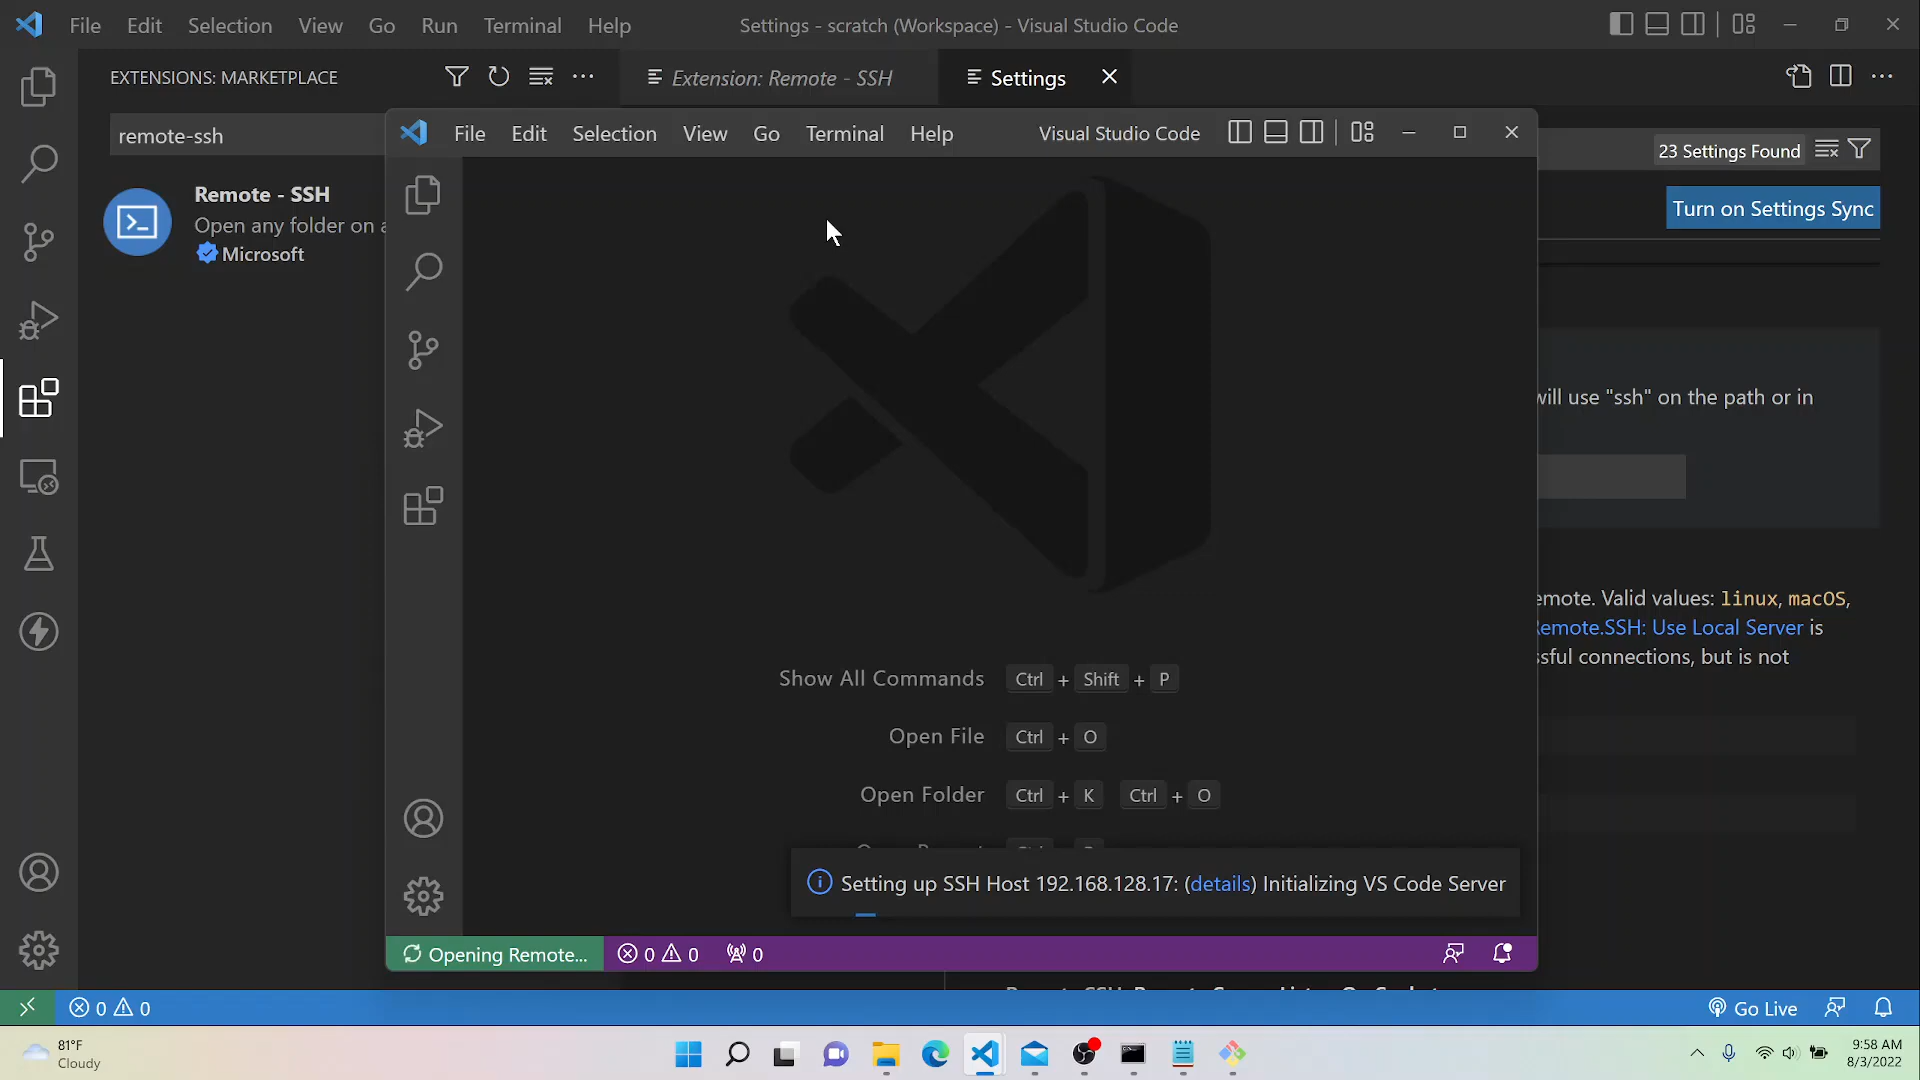 File Edit Selection View Go Run Terminal Help
Settings - scratch (Workspace) - Visual Studio Code
EXTENSIONS: MARKETPLACE
Extension: Remote - SSH
Settings
remote-ssh
Remote - SSH
Open any folder on a
Microsoft
23 Settings Found
Turn on Settings Sync
File Edit Selection View Go Terminal Help
Visual Studio Code
will use "ssh" on the path or in
emote. Valid values: linux, macOS,
Remote.SSH: Use Local Server is
sful connections, but is not
Show All Commands Ctrl + Shift + P
Open File Ctrl + O
Open Folder Ctrl + K Ctrl + O
Setting up SSH Host 192.168.128.17: (details) Initializing VS Code Server
Opening Remote... 0 0 0
0 0
Go Live
81°F
Cloudy
9:58 AM
8/3/2022